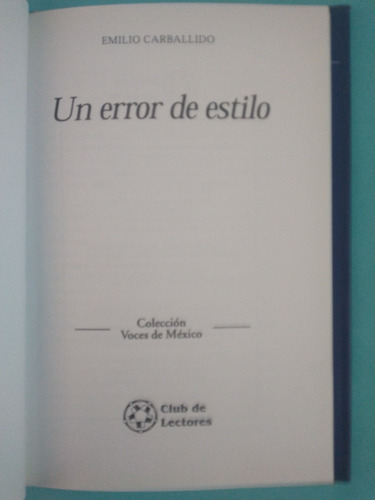 EMILIO CARBALLIDO
Un error de estilo
Colección
Voces de México
Club de
Lectores